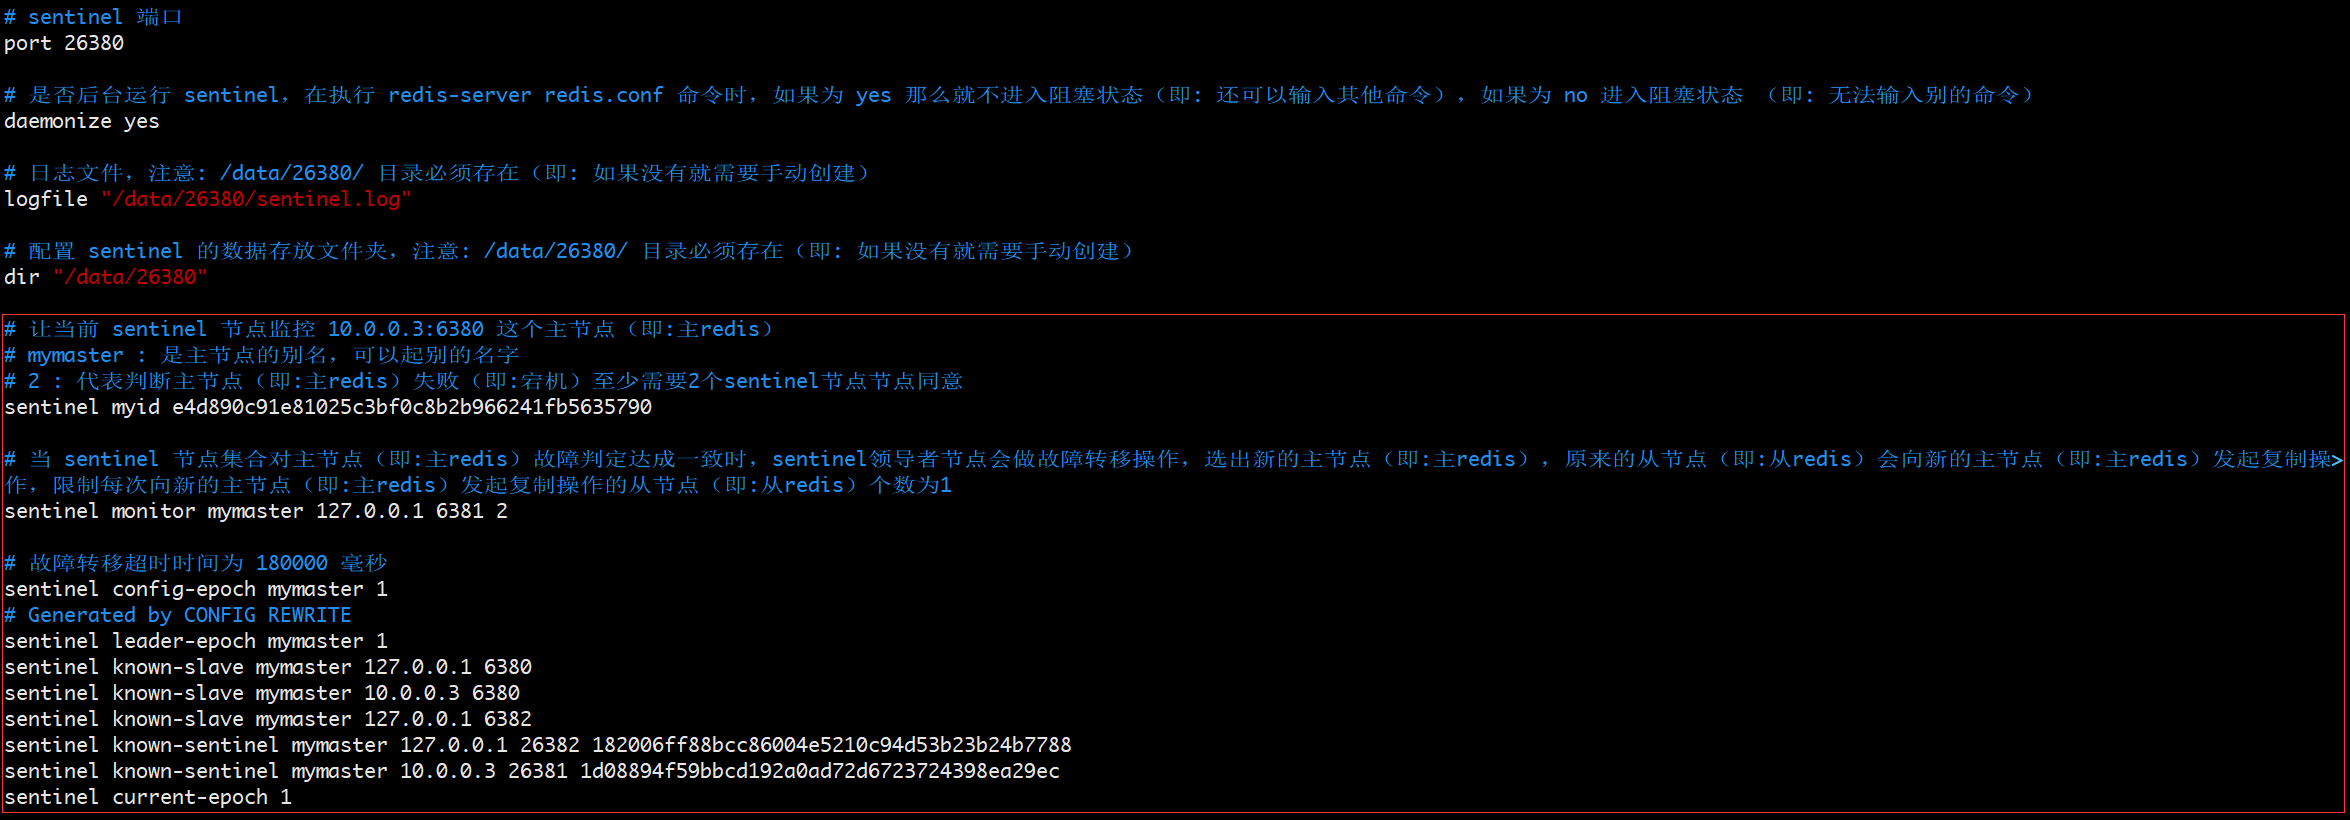 # sentinel 端口
port 26380
# 是否后台运行 sentinel，在执行 redis-server redis.conf 命令时，如果为 yes 那么就不进入阻塞状态（即: 还可以输入其他命令），如果为 no 进入阻塞状态 （即: 无法输入别的命令）
daemonize yes
# 日志文件，注意: /data/26380/ 目录必须存在（即: 如果没有就需要手动创建）
logfile "/data/26380/sentinel.log"
# 配置 sentinel 的数据存放文件夹，注意: /data/26380/ 目录必须存在（即: 如果没有就需要手动创建）
dir "/data/26380"
# 让当前 sentinel 节点监控 10.0.0.3:6380 这个主节点（即:主redis）
# mymaster : 是主节点的别名，可以起别的名字
# 2 : 代表判断主节点（即:主redis）失败（即:宕机）至少需要2个sentinel节点节点同意
sentinel myid e4d890c91e81025c3bf0c8b2b966241fb5635790
# 当 sentinel 节点集合对主节点（即:主redis）故障判定达成一致时，sentinel领导者节点会做故障转移操作，选出新的主节点（即:主redis），原来的从节点（即:从redis）会向新的主节点（即:主redis）发起复制操>
作，限制每次向新的主节点（即:主redis）发起复制操作的从节点（即:从redis）个数为1
sentinel monitor mymaster 127.0.0.1 6381 2
# 故障转移超时时间为 180000 毫秒
sentinel config-epoch mymaster 1
# Generated by CONFIG REWRITE
sentinel leader-epoch mymaster 1
sentinel known-slave mymaster 127.0.0.1 6380
sentinel known-slave mymaster 10.0.0.3 6380
sentinel known-slave mymaster 127.0.0.1 6382
sentinel known-sentinel mymaster 127.0.0.1 26382 182006ff88bcc86004e5210c94d53b23b24b7788
sentinel known-sentinel mymaster 10.0.0.3 26381 1d08894f59bbcd192a0ad72d6723724398ea29ec
sentinel current-epoch 1